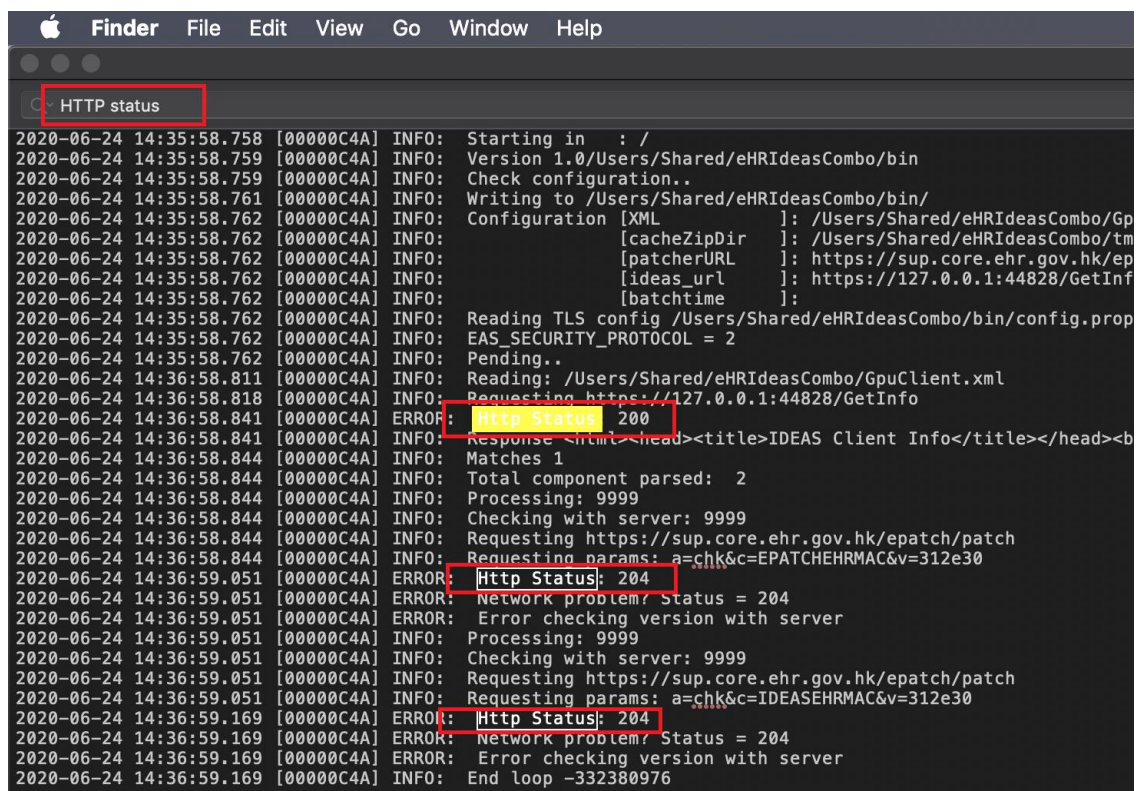 Finder File Edit View Go Window Help
HTTP status
2020-06-24 14:35:58.758 [00000C4A] INFO: Starting in : /
2020-06-24 14:35:58.759 [00000C4A] INFO: Version 1.0/Users/Shared/eHRIdeasCombo/bin
2020-06-24 14:35:58.759 [00000C4A] INFO: Check configuration..
2020-06-24 14:35:58.761 [00000C4A] INFO: Writing to /Users/Shared/eHRIdeasCombo/bin/
2020-06-24 14:35:58.762 [00000C4A] INFO: Configuration [XML ]: /Users/Shared/eHRIdeasCombo/Gp
2020-06-24 14:35:58.762 [00000C4A] INFO: [cacheZipDir ]: /Users/Shared/eHRIdeasCombo/tm
2020-06-24 14:35:58.762 [00000C4A] INFO: [patcherURL ]: https://sup.core.ehr.gov.hk/ep
2020-06-24 14:35:58.762 [00000C4A] INFO: [ideas_url ]: https://127.0.0.1:44828/GetInf
2020-06-24 14:35:58.762 [00000C4A] INFO: [batchtime ]:
2020-06-24 14:35:58.762 [00000C4A] INFO: Reading TLS config /Users/Shared/eHRIdeasCombo/bin/config.prop
2020-06-24 14:35:58.762 [00000C4A] INFO: EAS_SECURITY_PROTOCOL = 2
2020-06-24 14:35:58.762 [00000C4A] INFO: Pending..
2020-06-24 14:36:58.811 [00000C4A] INFO: Reading: /Users/Shared/eHRIdeasCombo/GpuClient.xml
2020-06-24 14:36:58.818 [00000C4A] INFO: Requesting https://127.0.0.1:44828/GetInfo
2020-06-24 14:36:58.841 [00000C4A] ERROR: Http Status 200
2020-06-24 14:36:58.841 [00000C4A] INFO: Response <html><head><title>IDEAS Client Info</title></head><b
2020-06-24 14:36:58.844 [00000C4A] INFO: Matches 1
2020-06-24 14:36:58.844 [00000C4A] INFO: Total component parsed: 2
2020-06-24 14:36:58.844 [00000C4A] INFO: Processing: 9999
2020-06-24 14:36:58.844 [00000C4A] INFO: Checking with server: 9999
2020-06-24 14:36:58.844 [00000C4A] INFO: Requesting https://sup.core.ehr.gov.hk/epatch/patch
2020-06-24 14:36:58.844 [00000C4A] INFO: Requesting params: a=chk&c=EPATCHEHRMAC&v=312e30
2020-06-24 14:36:59.051 [00000C4A] ERROR: Http Status: 204
2020-06-24 14:36:59.051 [00000C4A] ERROR: Network problem? Status = 204
2020-06-24 14:36:59.051 [00000C4A] ERROR: Error checking version with server
2020-06-24 14:36:59.051 [00000C4A] INFO: Processing: 9999
2020-06-24 14:36:59.051 [00000C4A] INFO: Checking with server: 9999
2020-06-24 14:36:59.051 [00000C4A] INFO: Requesting https://sup.core.ehr.gov.hk/epatch/patch
2020-06-24 14:36:59.051 [00000C4A] INFO: Requesting params: a=chk&c=IDEASEHRMAC&v=312e30
2020-06-24 14:36:59.169 [00000C4A] ERROR: Http Status: 204
2020-06-24 14:36:59.169 [00000C4A] ERROR: Network problem? Status = 204
2020-06-24 14:36:59.169 [00000C4A] ERROR: Error checking version with server
2020-06-24 14:36:59.169 [00000C4A] INFO: End loop -332380976